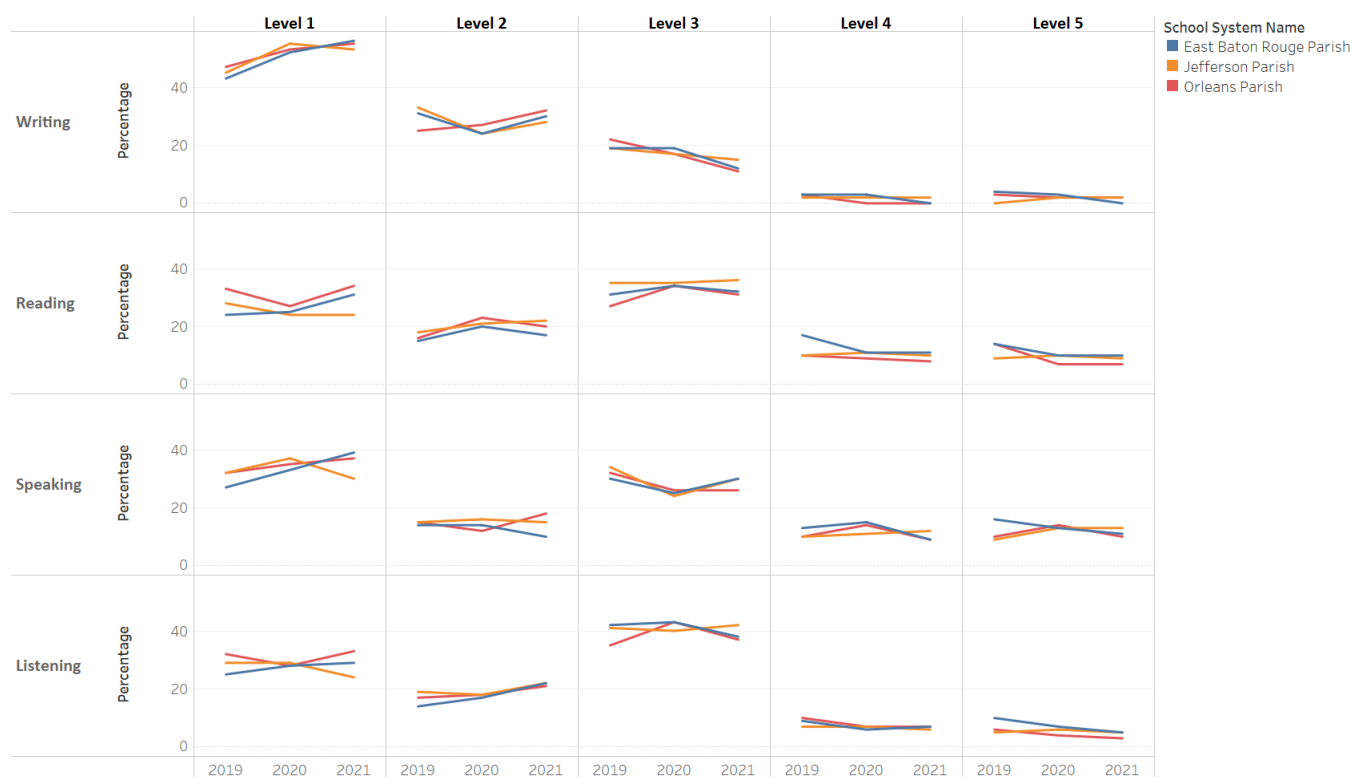 Level 1 Level 2 Level 3 Level 4 Level 5
School System Name
East Baton Rouge Parish
Jefferson Parish
Orleans Parish
Writing
Percentage
40
20
0
Reading
Percentage
40
20
0
Speaking
Percentage
40
20
0
Listening
Percentage
40
20
0
2019 2020 2021 2019 2020 2021 2019 2020 2021 2019 2020 2021 2019 2020 2021